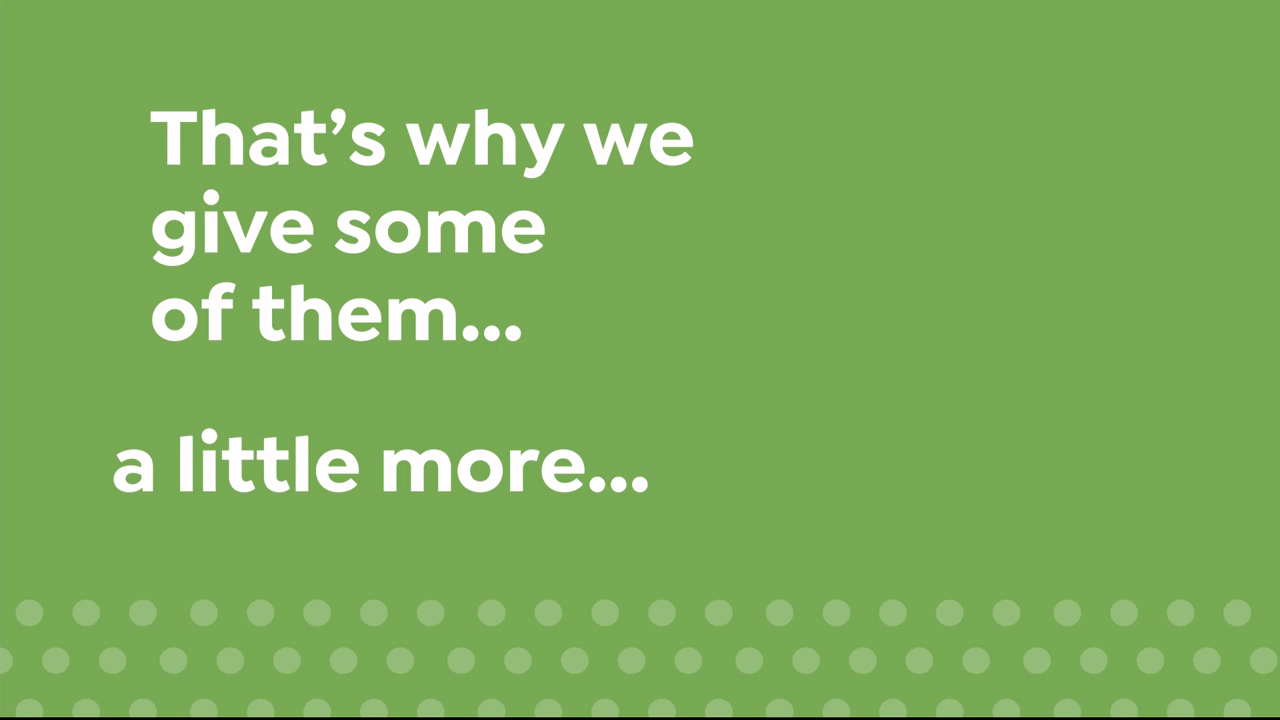 That’s why we
give some
of them...
a little more...